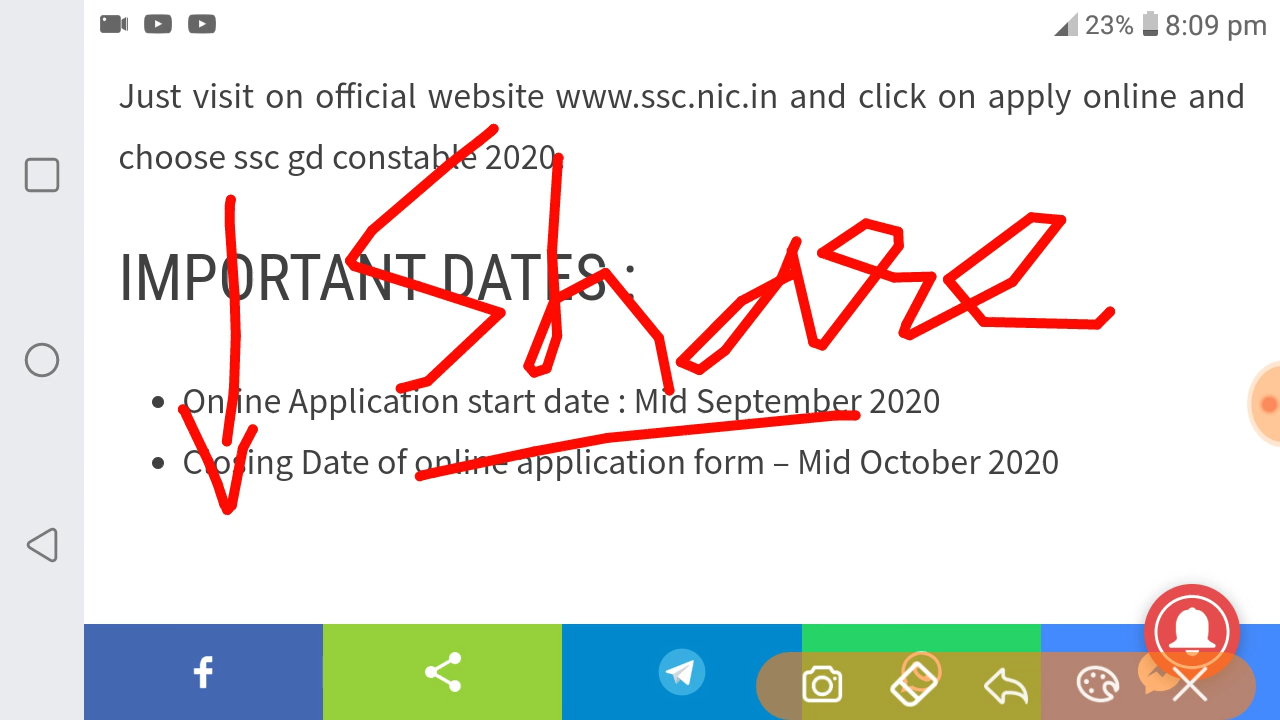 23% 8:09 pm
Just visit on official website www.ssc.nic.in and click on apply online and
choose ssc gd constable 2020.
Share
IMPORTANT DATES :
Online Application start date : Mid September 2020
Closing Date of online application form – Mid October 2020